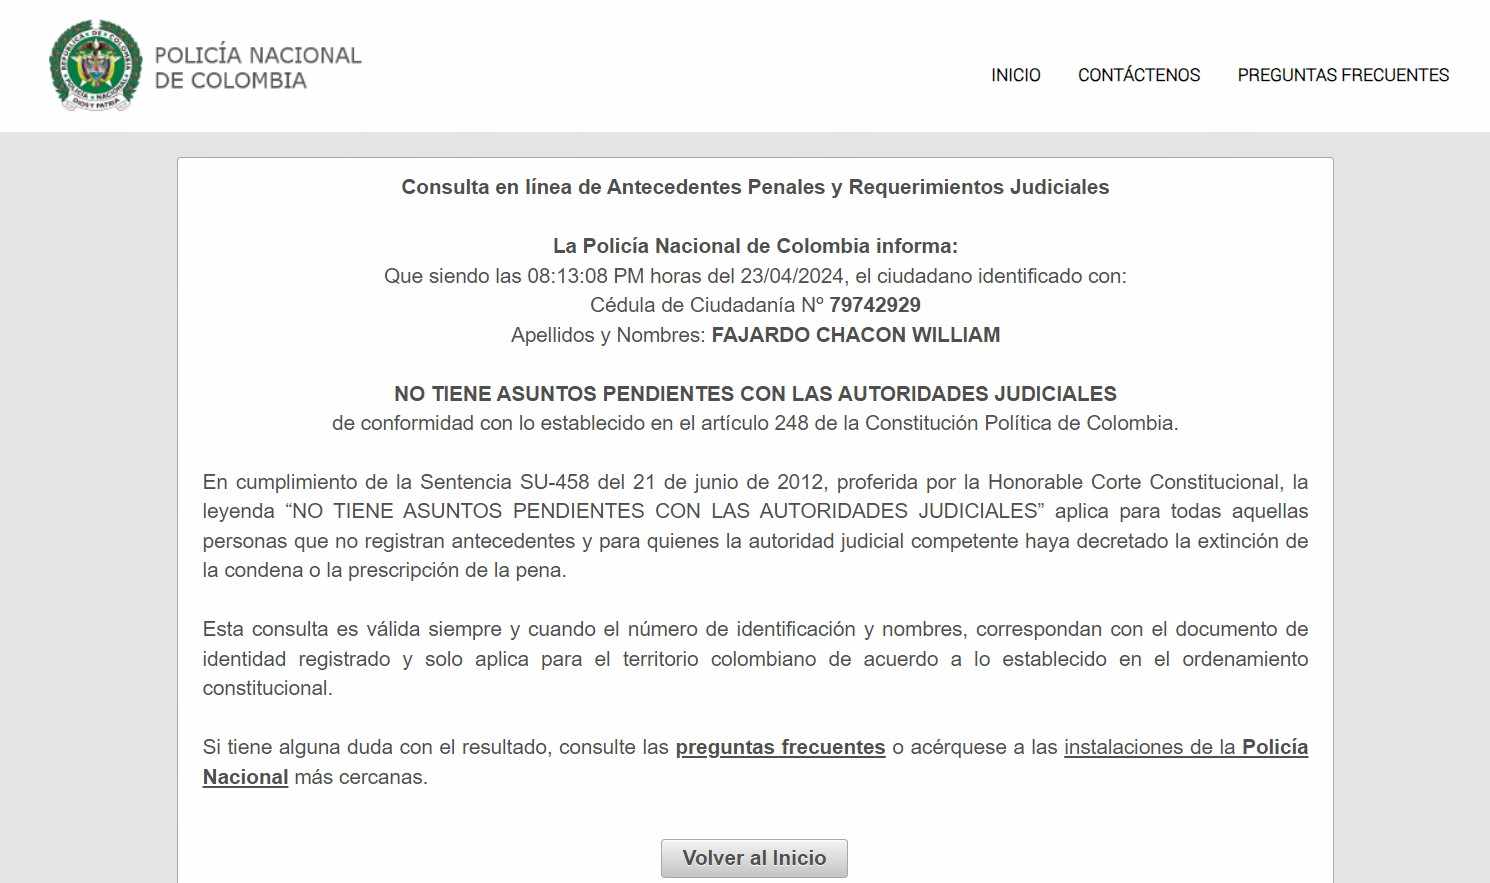 POLICÍA NACIONAL
DE COLOMBIA
INICIO CONTÁCTENOS PREGUNTAS FRECUENTES
Consulta en línea de Antecedentes Penales y Requerimientos Judiciales
La Policía Nacional de Colombia informa:
Que siendo las 08:13:08 PM horas del 23/04/2024, el ciudadano identificado con:
Cédula de Ciudadanía Nº 79742929
Apellidos y Nombres: FAJARDO CHACON WILLIAM
NO TIENE ASUNTOS PENDIENTES CON LAS AUTORIDADES JUDICIALES
de conformidad con lo establecido en el artículo 248 de la Constitución Política de Colombia.
En cumplimiento de la Sentencia SU-458 del 21 de junio de 2012, proferida por la Honorable Corte Constitucional, la
leyenda “NO TIENE ASUNTOS PENDIENTES CON LAS AUTORIDADES JUDICIALES” aplica para todas aquellas
personas que no registran antecedentes y para quienes la autoridad judicial competente haya decretado la extinción de
la condena o la prescripción de la pena.
Esta consulta es válida siempre y cuando el número de identificación y nombres, correspondan con el documento de
identidad registrado y solo aplica para el territorio colombiano de acuerdo a lo establecido en el ordenamiento
constitucional.
Si tiene alguna duda con el resultado, consulte las preguntas frecuentes o acérquese a las instalaciones de la Policía
Nacional más cercanas.
Volver al Inicio